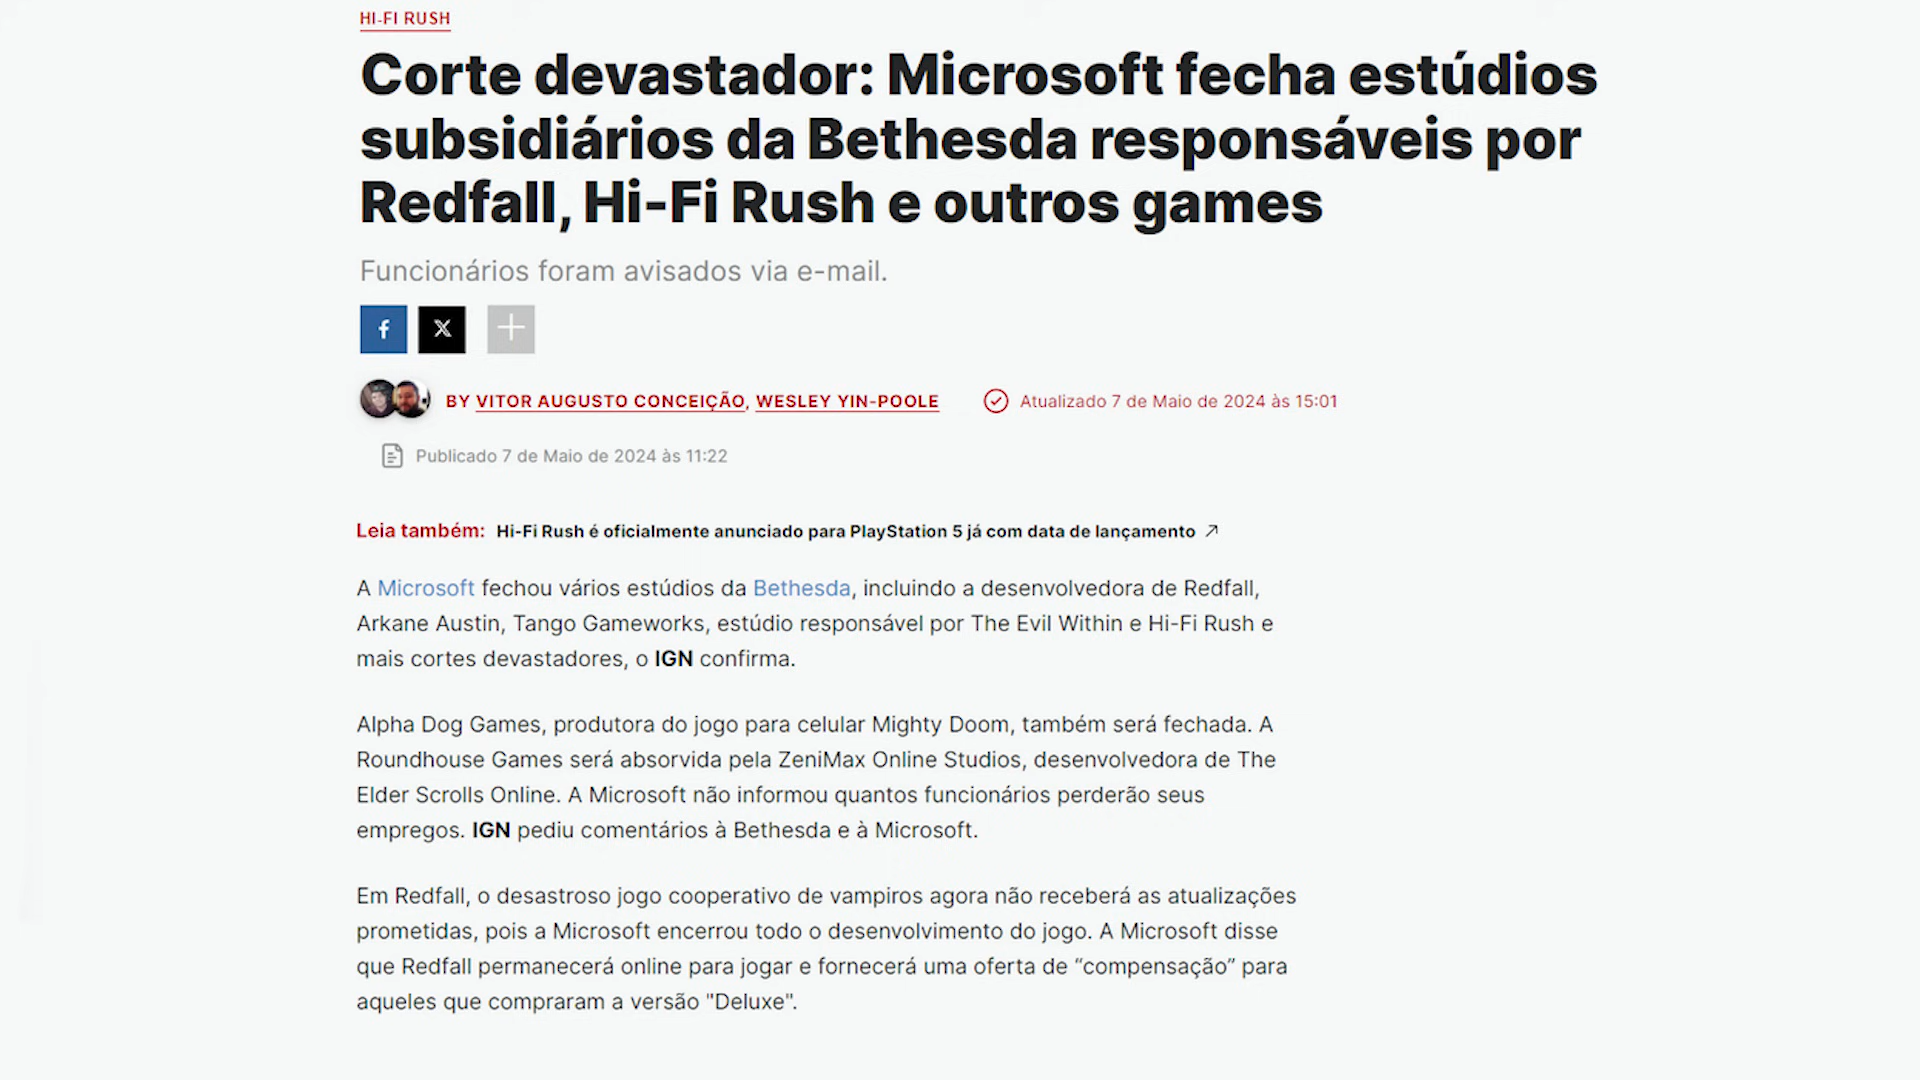 HI-FI RUSH
Corte devastador: Microsoft fecha estúdios
subsidiários da Bethesda responsáveis por
Redfall, Hi-Fi Rush e outros games
Funcionários foram avisados via e-mail.
BY VITOR AUGUSTO CONCEIÇÃO, WESLEY YIN-POOLE Atualizado 7 de Maio de 2024 às 15:01
Publicado 7 de Maio de 2024 às 11:22
Leia também: Hi-Fi Rush é oficialmente anunciado para PlayStation 5 já com data de lançamento
A Microsoft fechou vários estúdios da Bethesda, incluindo a desenvolvedora de Redfall,
Arkane Austin, Tango Gameworks, estúdio responsável por The Evil Within e Hi-Fi Rush e
mais cortes devastadores, o IGN confirma.
Alpha Dog Games, produtora do jogo para celular Mighty Doom, também será fechada. A
Roundhouse Games será absorvida pela ZeniMax Online Studios, desenvolvedora de The
Elder Scrolls Online. A Microsoft não informou quantos funcionários perderão seus
empregos. IGN pediu comentários à Bethesda e à Microsoft.
Em Redfall, o desastroso jogo cooperativo de vampiros agora não receberá as atualizações
prometidas, pois a Microsoft encerrou todo o desenvolvimento do jogo. A Microsoft disse
que Redfall permanecerá online para jogar e fornecerá uma oferta de “compensação” para
aqueles que compraram a versão "Deluxe".